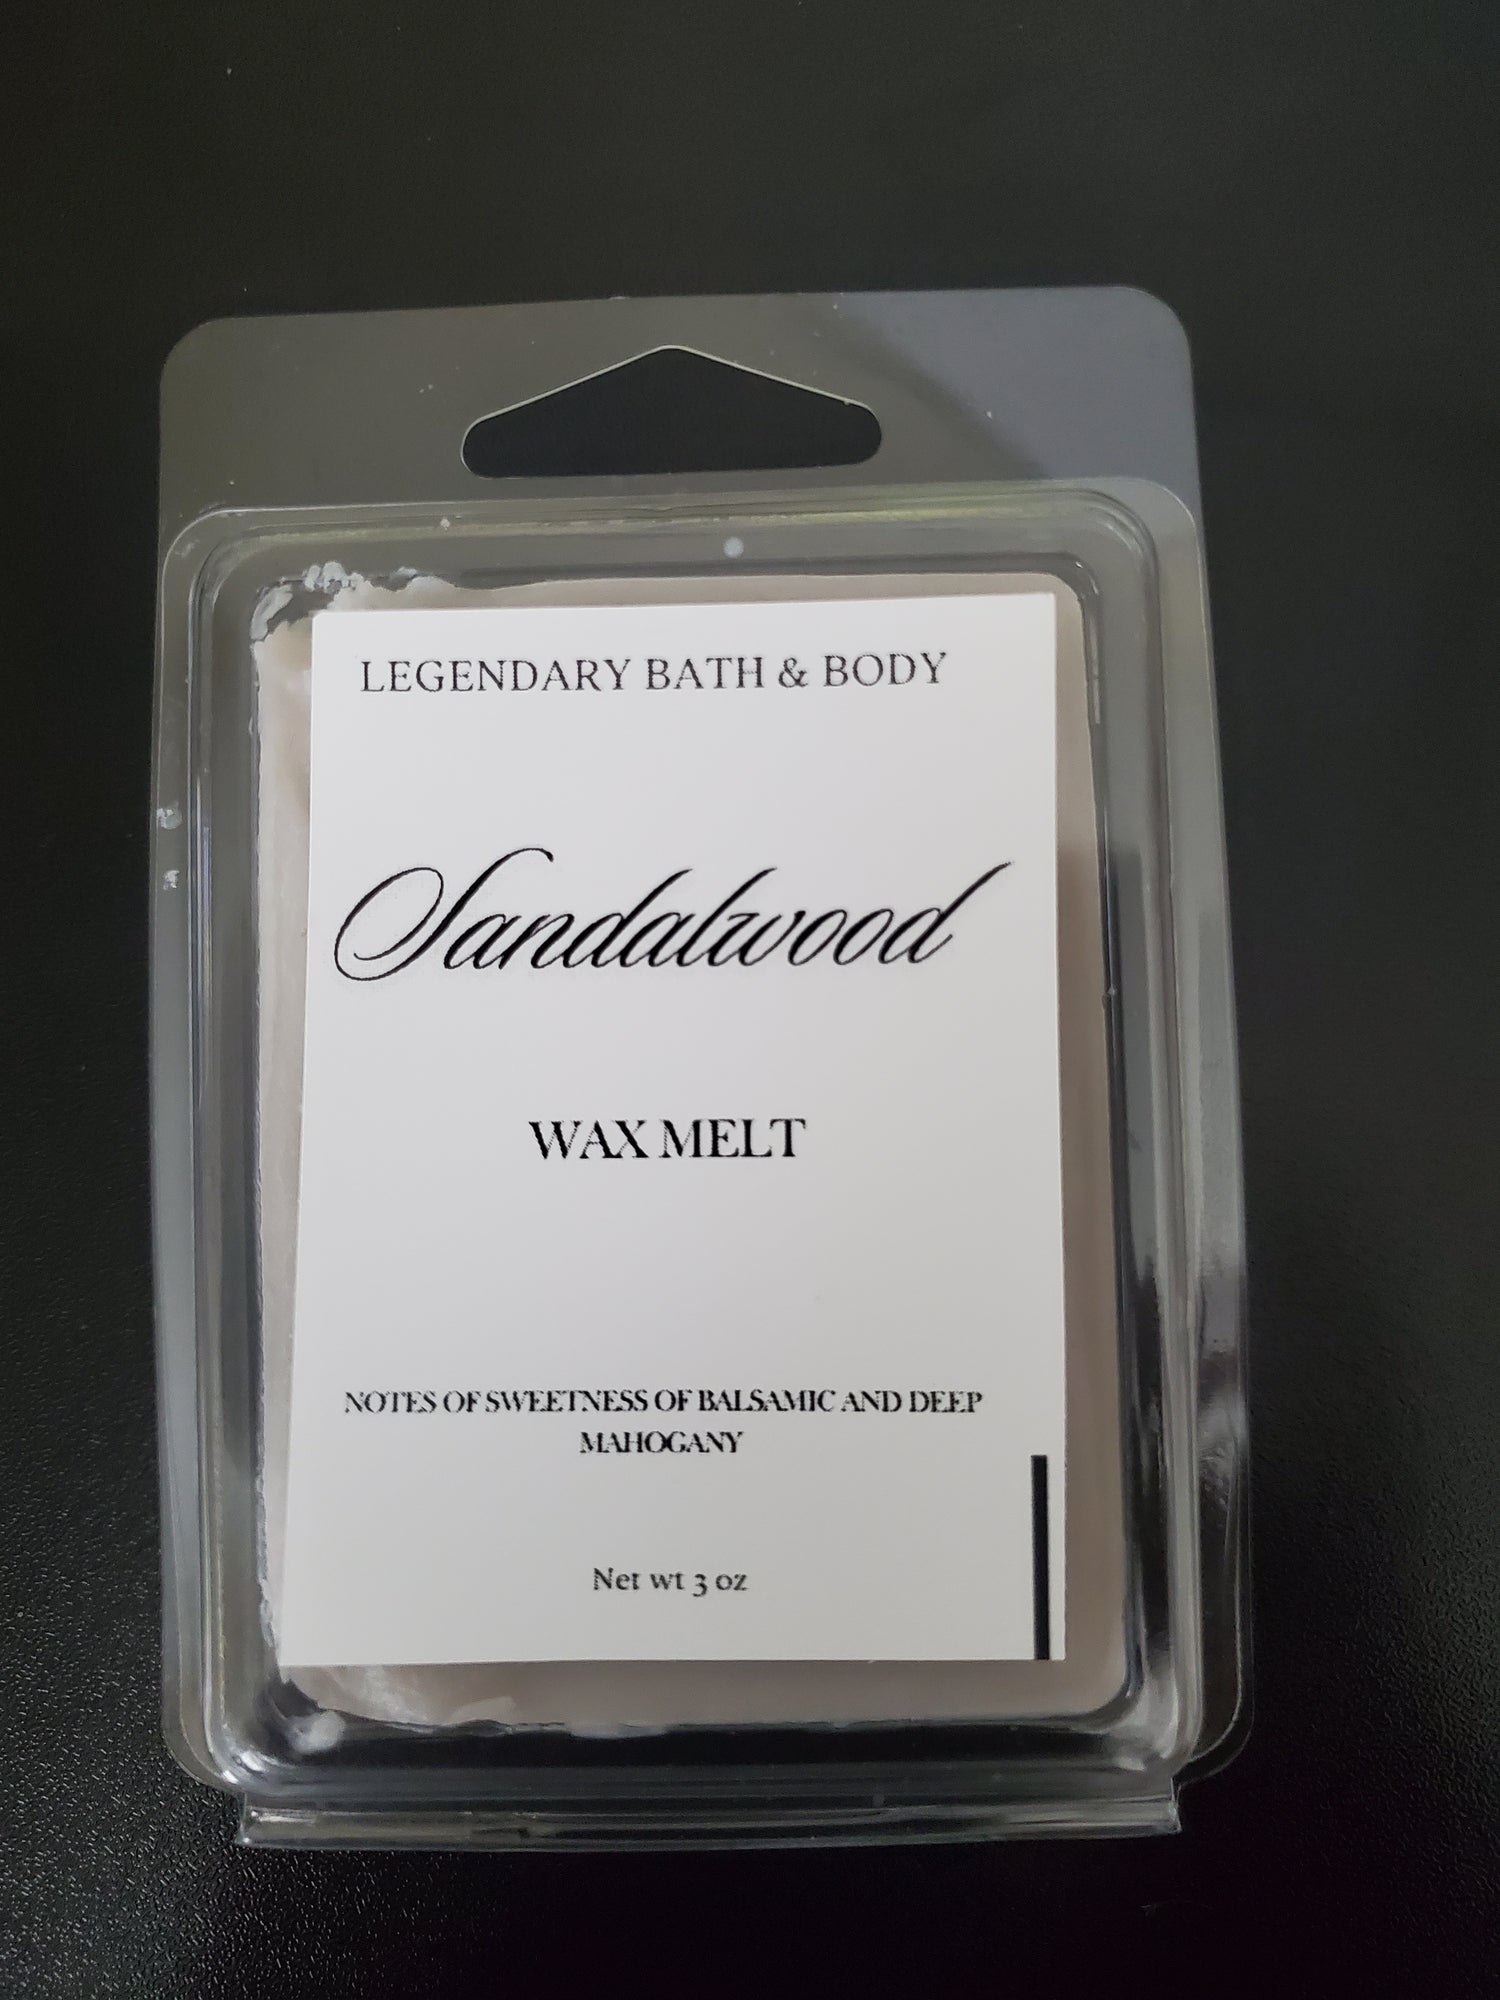 LEGENDARY BATH & BODY
Sandalwood
WAX MELT
NOTES OF SWEETNESS OF BALSAMIC AND DEEP
MAHOGANY
Net wt 3 oz